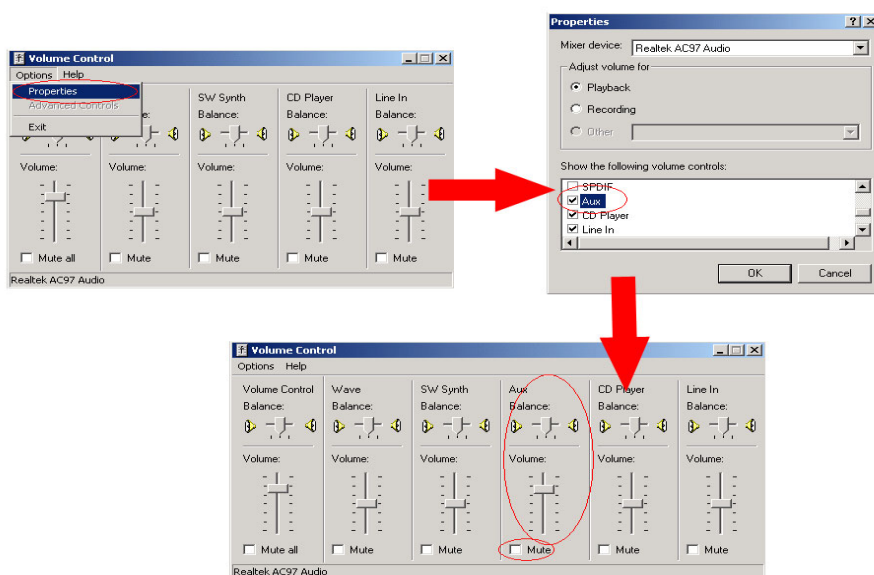 Volume Control
Options Help
Properties
Advanced Controls
Exit
SW Synth CD Player Line In
Balance: Balance: Balance:
Volume: Volume: Volume: Volume: Volume:
Mute all Mute Mute Mute Mute
Realtek AC97 Audio
Properties
Mixer device: Realtek AC97 Audio
Adjust volume for
Playback
Recording
Other
Show the following volume controls:
SPDIF
Aux
CD Player
Line In
OK Cancel
Volume Control
Options Help
Volume Control Wave SW Synth Aux CD Player Line In
Balance: Balance: Balance: Balance: Balance: Balance:
Volume: Volume: Volume: Volume: Volume: Volume:
Mute all Mute Mute Mute Mute Mute
Realtek AC97 Audio